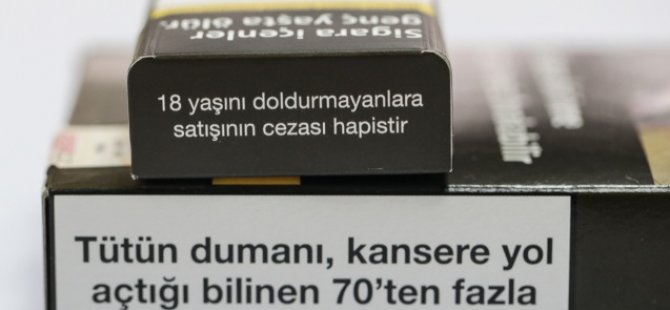 Sigara içenler
genç yaşta ölür.
18 yaşını doldurmayanlara
satışının cezası hapistir
Tütün dumanı, kansere yol
açtığı bilinen 70’ten fazla